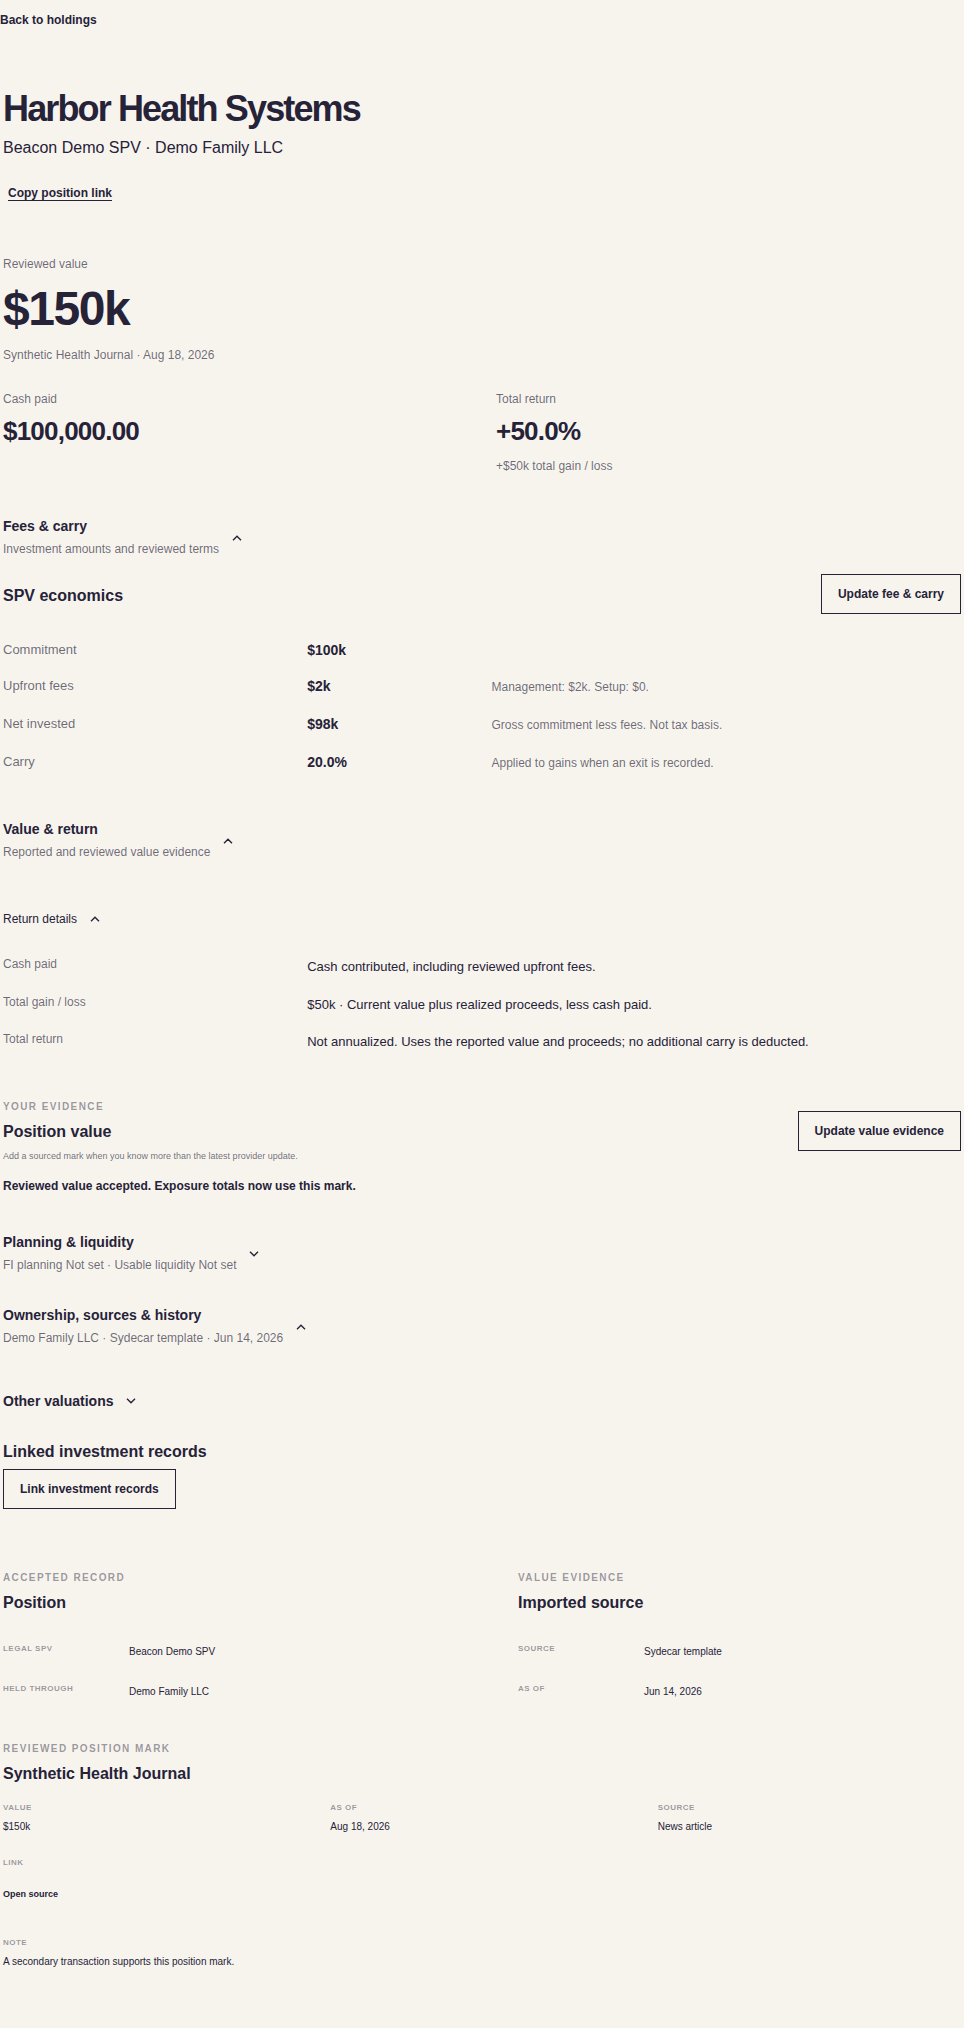 Back to holdings
Harbor Health Systems
Beacon Demo SPV · Demo Family LLC
Copy position link
Reviewed value
$150k
Synthetic Health Journal · Aug 18, 2026
Cash paid
$100,000.00
Total return
+50.0%
+$50k total gain / loss
Fees & carry
Investment amounts and reviewed terms
SPV economics
Update fee & carry
Commitment $100k
Upfront fees $2k Management: $2k. Setup: $0.
Net invested $98k Gross commitment less fees. Not tax basis.
Carry 20.0% Applied to gains when an exit is recorded.
Value & return
Reported and reviewed value evidence
Return details
Cash paid Cash contributed, including reviewed upfront fees.
Total gain / loss $50k · Current value plus realized proceeds, less cash paid.
Total return Not annualized. Uses the reported value and proceeds; no additional carry is deducted.
YOUR EVIDENCE
Position value
Add a sourced mark when you know more than the latest provider update.
Update value evidence
Reviewed value accepted. Exposure totals now use this mark.
Planning & liquidity
FI planning Not set · Usable liquidity Not set
Ownership, sources & history
Demo Family LLC · Sydecar template · Jun 14, 2026
Other valuations
Linked investment records
Link investment records
ACCEPTED RECORD
Position
LEGAL SPV Beacon Demo SPV
HELD THROUGH Demo Family LLC
VALUE EVIDENCE
Imported source
SOURCE Sydecar template
AS OF Jun 14, 2026
REVIEWED POSITION MARK
Synthetic Health Journal
VALUE
$150k
AS OF
Aug 18, 2026
SOURCE
News article
LINK
Open source
NOTE
A secondary transaction supports this position mark.